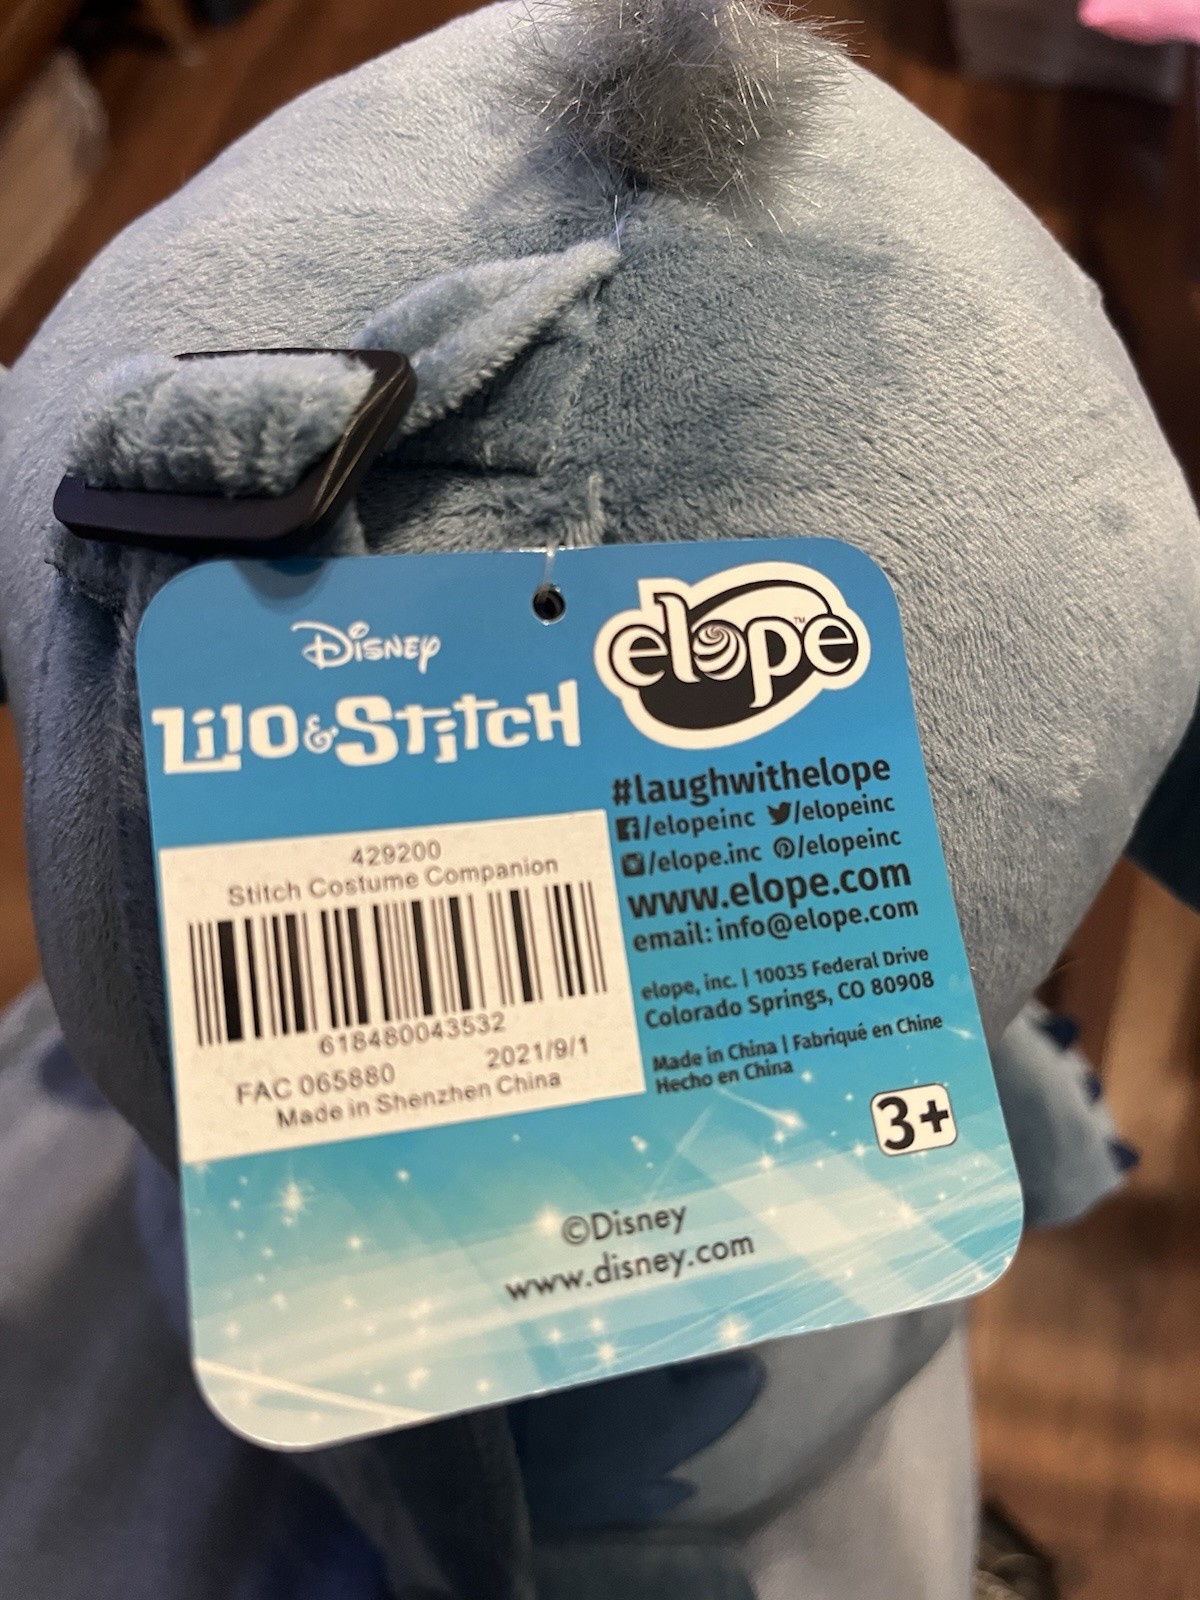 Disney
Lilo & Stitch
elope™
#laughwithelope
/elopeinc /elopeinc
/elope.inc /elopeinc
www.elope.com
email: info@elope.com
elope, inc. | 10035 Federal Drive
Colorado Springs, CO 80908
Made in China | Fabriqué en Chine
Hecho en China
3+
429200
Stitch Costume Companion
618480043532
FAC 065880 2021/9/1
Made in Shenzhen China
©Disney
www.disney.com